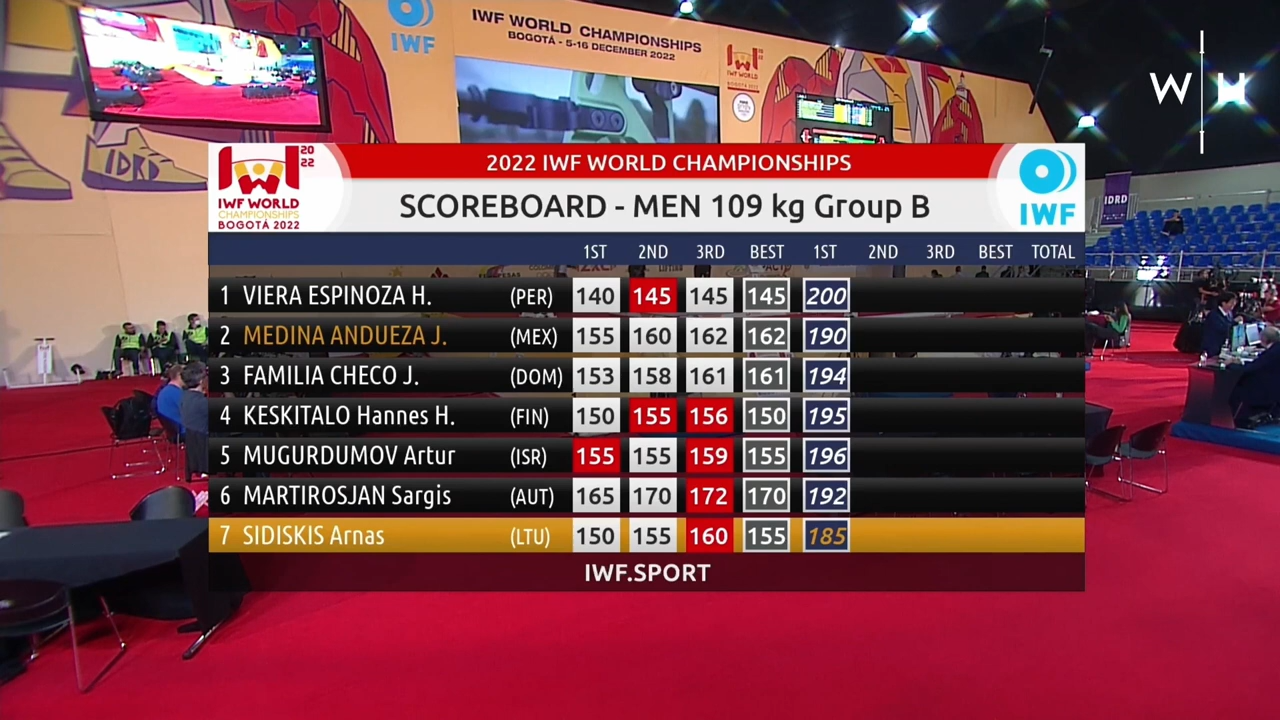 IWF
IWF WORLD CHAMPIONSHIPS
BOGOTÁ - 5-16 DECEMBER 2022
IWF WORLD
W U
IDRD
IDRD
2022
IWF WORLD
CHAMPIONSHIPS
BOGOTÁ 2022
2022 IWF WORLD CHAMPIONSHIPS
SCOREBOARD - MEN 109 kg Group B
IWF
1ST 2ND 3RD BEST 1ST 2ND 3RD BEST TOTAL
1 VIERA ESPINOZA H. (PER) 140 145 145 145 200
2 MEDINA ANDUEZA J. (MEX) 155 160 162 162 190
3 FAMILIA CHECO J. (DOM) 153 158 161 161 194
4 KESKITALO Hannes H. (FIN) 150 155 156 150 195
5 MUGURDUMOV Artur (ISR) 155 155 159 155 196
6 MARTIROSJAN Sargis (AUT) 165 170 172 170 192
7 SIDISKIS Arnas (LTU) 150 155 160 155 185
IWF.SPORT